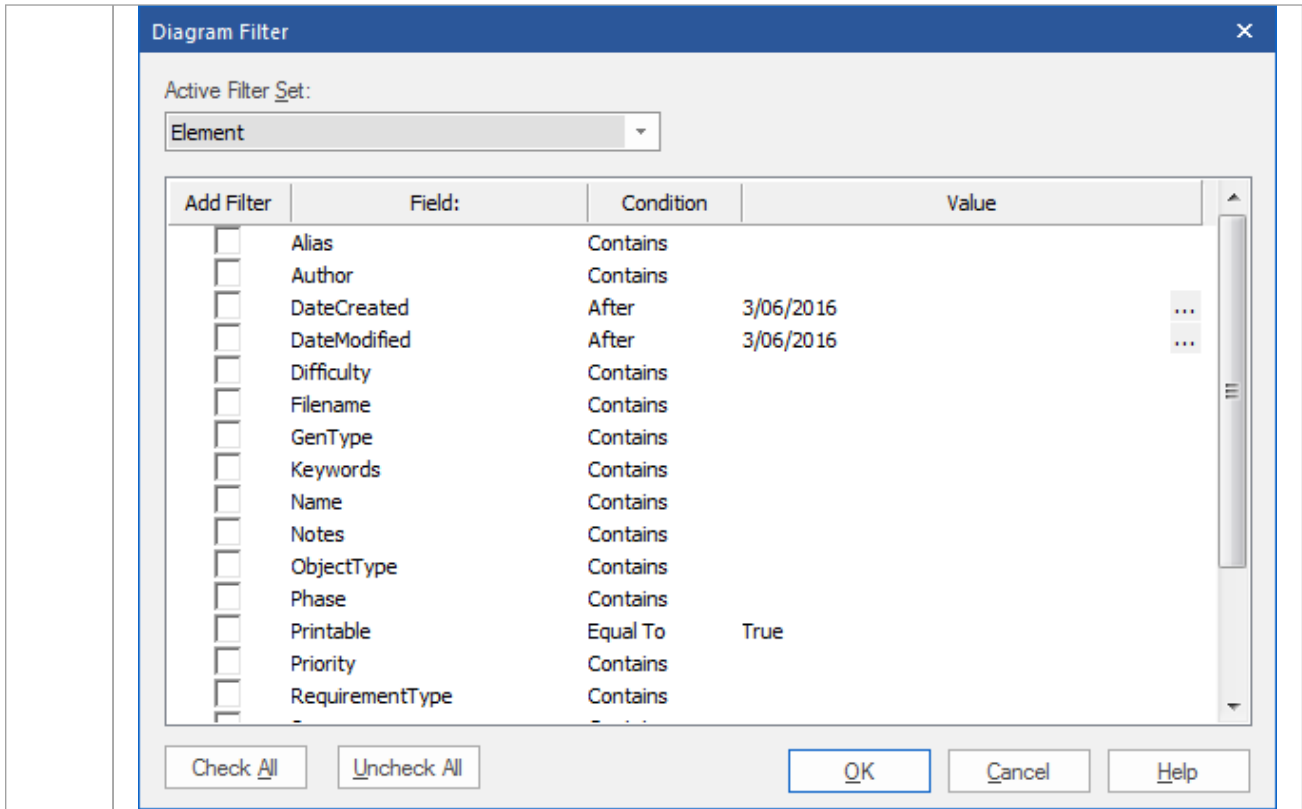 Diagram Filter
Active Filter Set:
Element
Add Filter Field: Condition Value
Alias Contains
Author Contains
DateCreated After 3/06/2016 ...
DateModified After 3/06/2016 ...
Difficulty Contains
Filename Contains
GenType Contains
Keywords Contains
Name Contains
Notes Contains
ObjectType Contains
Phase Contains
Printable Equal To True
Priority Contains
RequirementType Contains
Check All Uncheck All OK Cancel Help